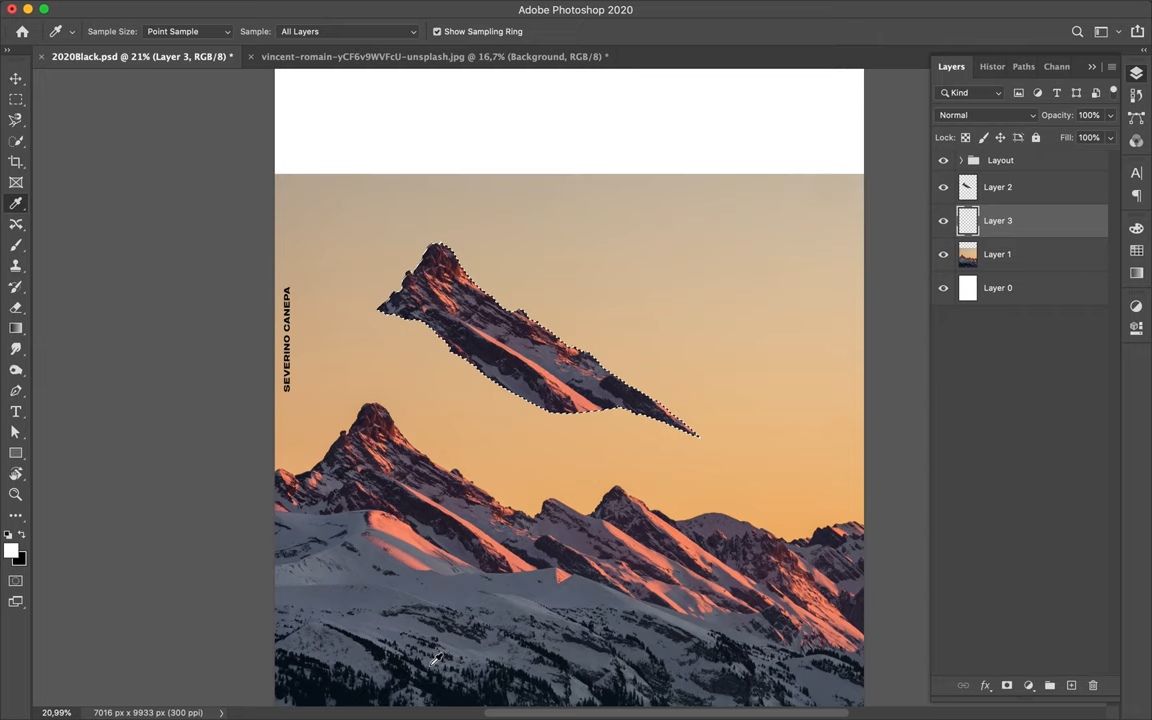 Adobe Photoshop 2020
Sample Size: Point Sample Sample: All Layers Show Sampling Ring
2020Black.psd @ 21% (Layer 3, RGB/8) * vincent-romain-yCF6v9WVFcU-unsplash.jpg @ 16,7% (Background, RGB/8) *
Layers Histor Paths Chann
Kind
Normal Opacity: 100%
Lock: Fill: 100%
Layout
Layer 2
Layer 3
Layer 1
Layer 0
SEVERINO CANEPA
20,99% 7016 px x 9933 px (300 ppi)